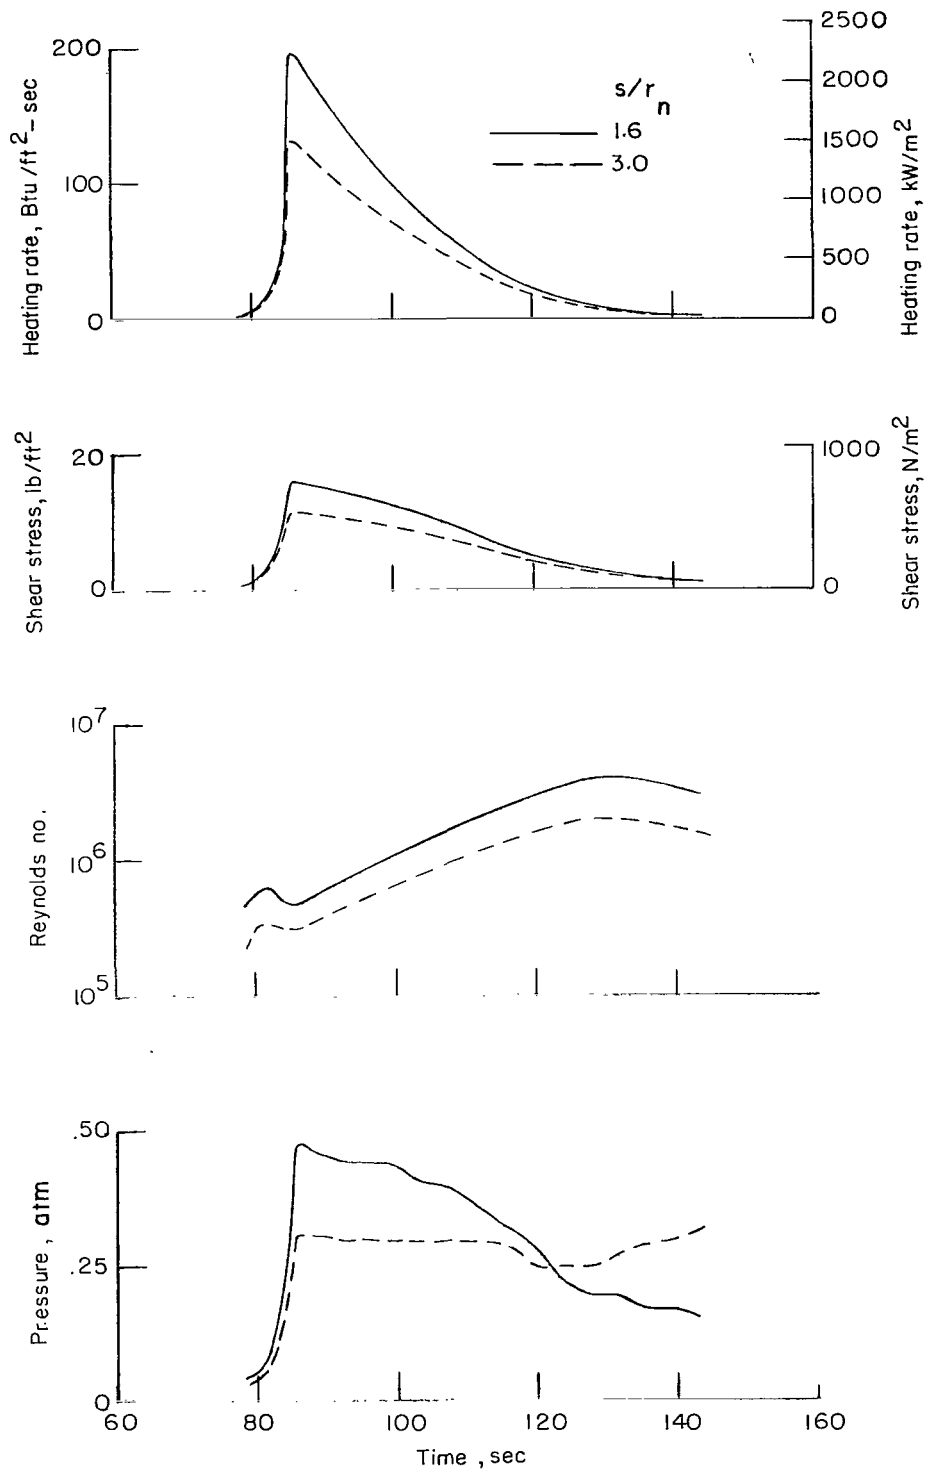 Heating rate, Btu/ft²-sec
200
100
0
2500
2000
1500
1000
500
0
Heating rate, kW/m²
s/rₙ
1.6
3.0
Shear stress, lb/ft²
20
0
1000
0
Shear stress, N/m²
Reynolds no.
10⁷
10⁶
10⁵
Pressure, atm
.50
.25
0
60 80 100 120 140 160
Time, sec